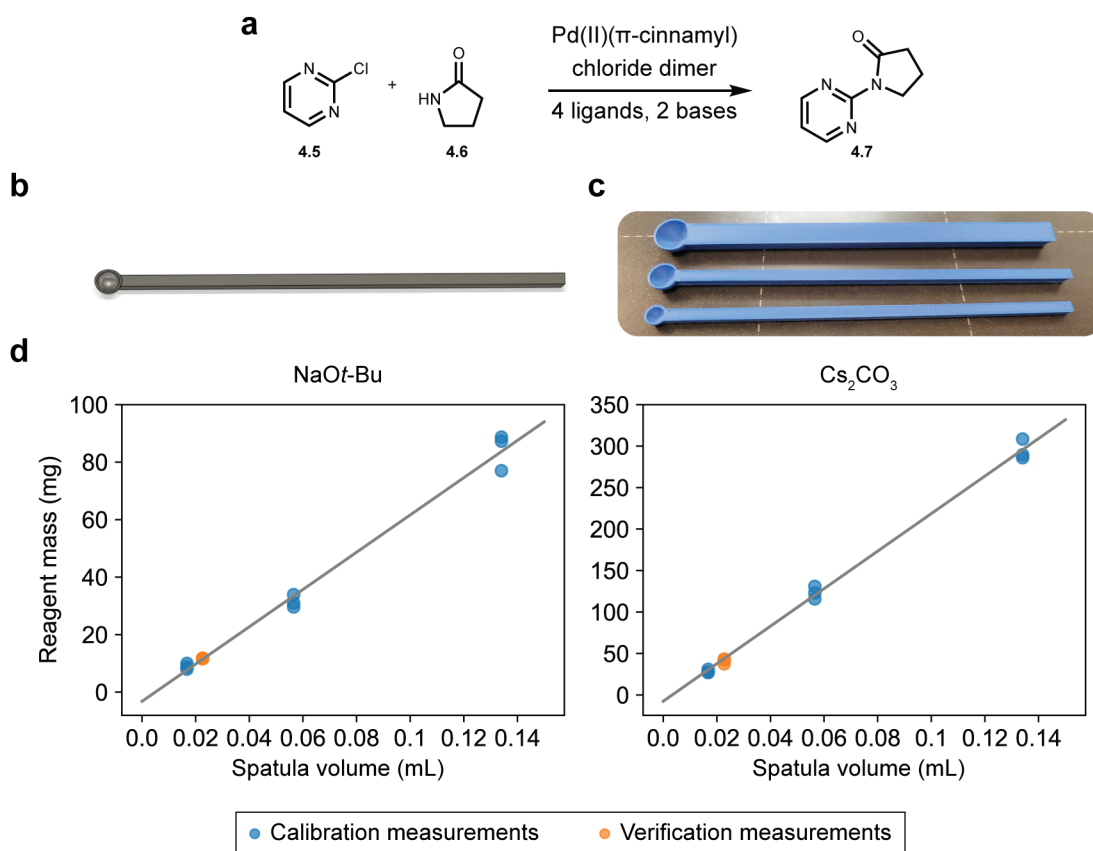 a
Pd(II)(π-cinnamyl)
chloride dimer
4 ligands, 2 bases
N
Cl
N
4.5
+
O
HN
4.6
O
N
N
N
4.7
b
c
d
NaOt-Bu
Reagent mass (mg)
100
80
60
40
20
0
0.0 0.02 0.04 0.06 0.08 0.1 0.12 0.14
Spatula volume (mL)
Cs₂CO₃
350
300
250
200
150
100
50
0
0.0 0.02 0.04 0.06 0.08 0.1 0.12 0.14
Spatula volume (mL)
Calibration measurements
Verification measurements